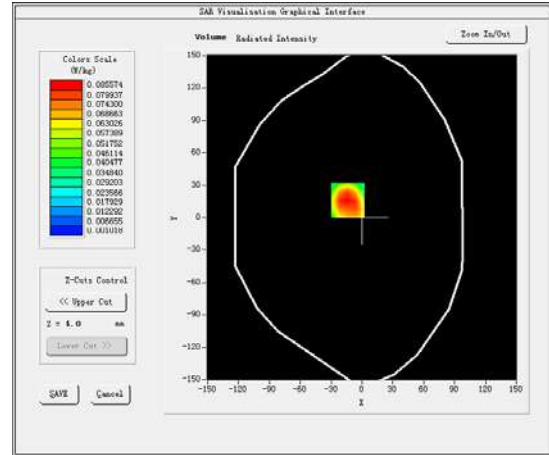 SAR Visualisation Graphical Interface
Volume Radiated Intensity
Zoom In/Out
Colors Scale
(W/kg)
0.085574
0.079937
0.074300
0.068663
0.063026
0.057389
0.051752
0.046114
0.040477
0.034840
0.029203
0.023566
0.017929
0.012292
0.006655
0.001018
150
90
60
30
0
-30
-60
-90
-120
-150
Y
-150 -120 -90 -60 -30 0 30 60 90 120 150
X
Z-Cuts Control
<< Upper Cut
Z = 4.0 mm
Lower Cut >>
SAVE Cancel